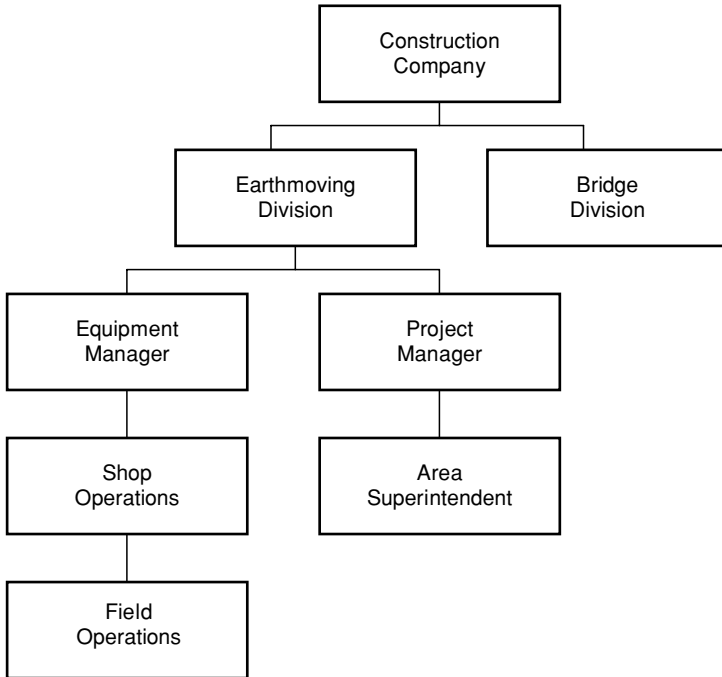 Construction
Company
Earthmoving
Division
Bridge
Division
Equipment
Manager
Project
Manager
Shop
Operations
Area
Superintendent
Field
Operations